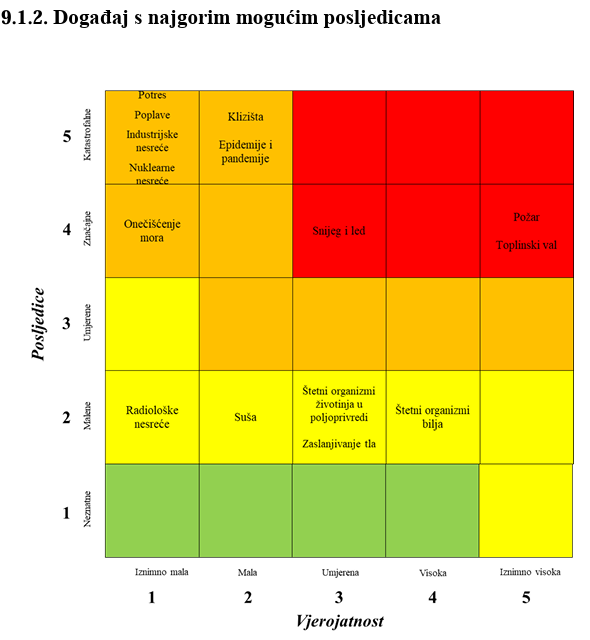 9.1.2. Događaj s najgorim mogućim posljedicama
Posljedice
5
Katastrofalne
Potres
Poplave
Industrijske
nesreće
Nuklearne
nesreće
Klizišta
Epidemije i
pandemije
4
Značajne
Onečišćenje
mora
Snijeg i led
Požar
Toplinski val
3
Umjerene
2
Malene
Radiološke
nesreće
Suša
Štetni organizmi
životinja u
poljoprivredi
Zaslanjivanje tla
Štetni organizmi
bilja
1
Neznatne
Iznimno mala
Mala
Umjerena
Visoka
Iznimno visoka
1
2
3
4
5
Vjerojatnost